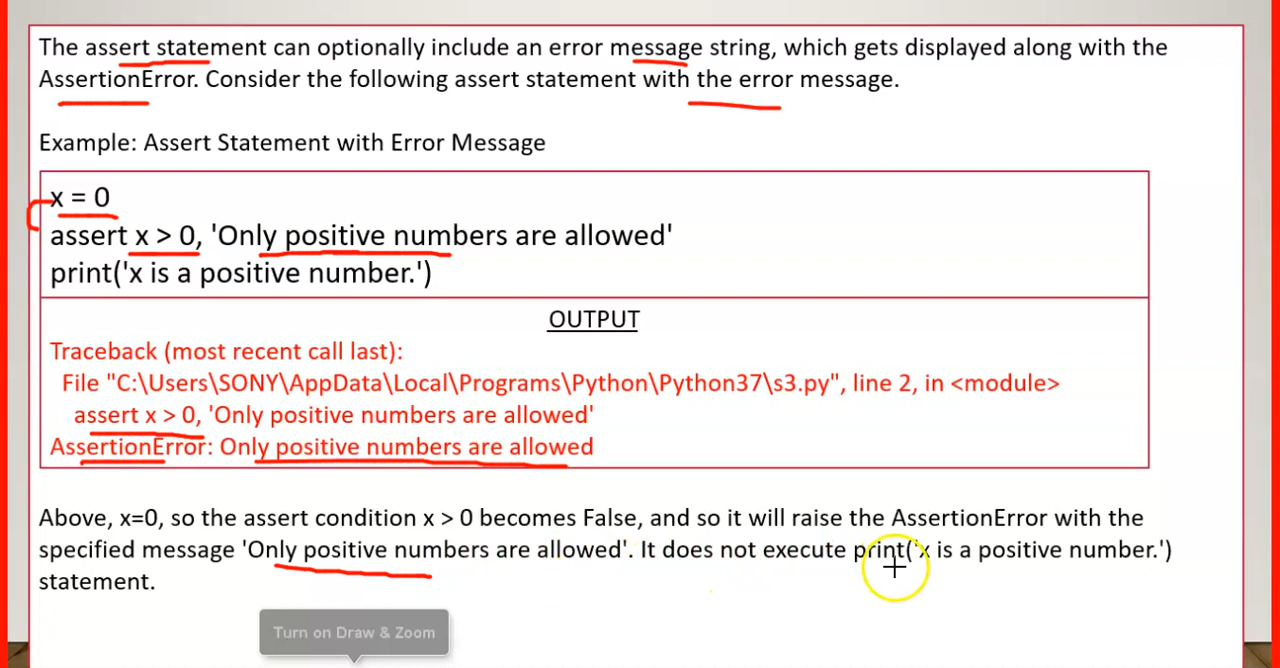 The assert statement can optionally include an error message string, which gets displayed along with the
AssertionError. Consider the following assert statement with the error message.
Example: Assert Statement with Error Message
x = 0
assert x > 0, 'Only positive numbers are allowed'
print('x is a positive number.')
OUTPUT
Traceback (most recent call last):
File "C:\Users\SONY\AppData\Local\Programs\Python\Python37\s3.py", line 2, in <module>
assert x > 0, 'Only positive numbers are allowed'
AssertionError: Only positive numbers are allowed
Above, x=0, so the assert condition x > 0 becomes False, and so it will raise the AssertionError with the
specified message 'Only positive numbers are allowed'. It does not execute print('x is a positive number.')
statement.
Turn on Draw & Zoom